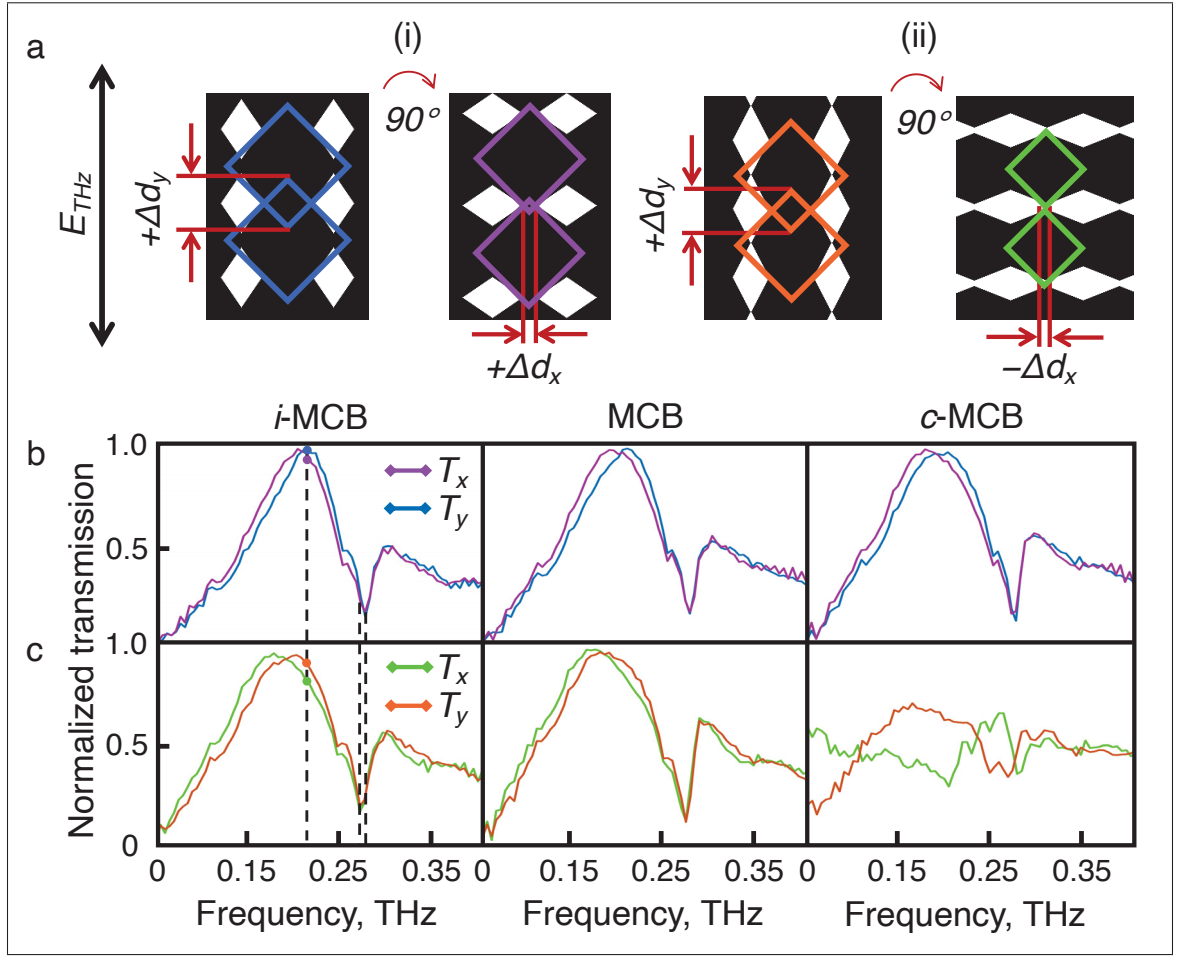 a
(i)
(ii)
90°
90°
E_THz
+Δd_y
+Δd_y
+Δd_x
−Δd_x
i-MCB
MCB
c-MCB
b
1.0
T_x
T_y
0.5
Normalized transmission
c
1.0
T_x
T_y
0.5
0
0 0.15 0.25 0.35 0 0.15 0.25 0.35 0 0.15 0.25 0.35
Frequency, THz
Frequency, THz
Frequency, THz